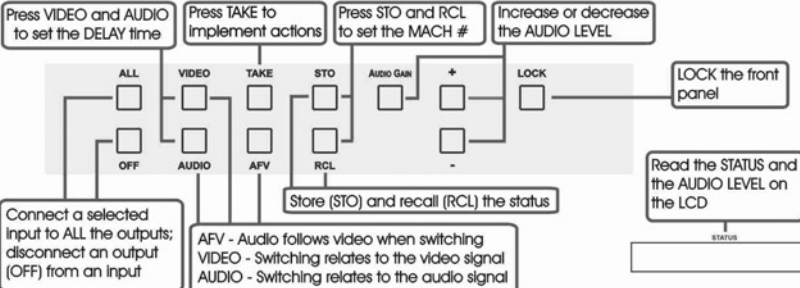 Press VIDEO and AUDIO
to set the DELAY time
Press TAKE to
implement actions
Press STO and RCL
to set the MACH #
Increase or decrease
the AUDIO LEVEL
ALL
VIDEO
TAKE
STO
AUDIO GAIN
+
LOCK
LOCK the front
panel
OFF
AUDIO
AFV
RCL
-
Read the STATUS and
the AUDIO LEVEL on
the LCD
STATUS
Store (STO) and recall (RCL) the status
Connect a selected
input to ALL the outputs;
disconnect an output
(OFF) from an input
AFV - Audio follows video when switching
VIDEO - Switching relates to the video signal
AUDIO - Switching relates to the audio signal